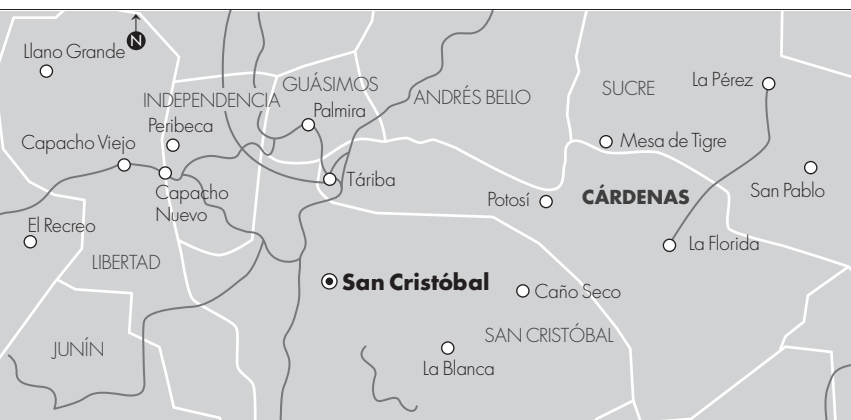 N
Llano Grande
GUÁSIMOS
INDEPENDENCIA
ANDRÉS BELLO
SUCRE
La Pérez
Palmira
Peribeca
Capacho Viejo
Mesa de Tigre
Táriba
Capacho
Nuevo
Potosí
CÁRDENAS
San Pablo
El Recreo
La Florida
LIBERTAD
San Cristóbal
Caño Seco
SAN CRISTÓBAL
JUNÍN
La Blanca